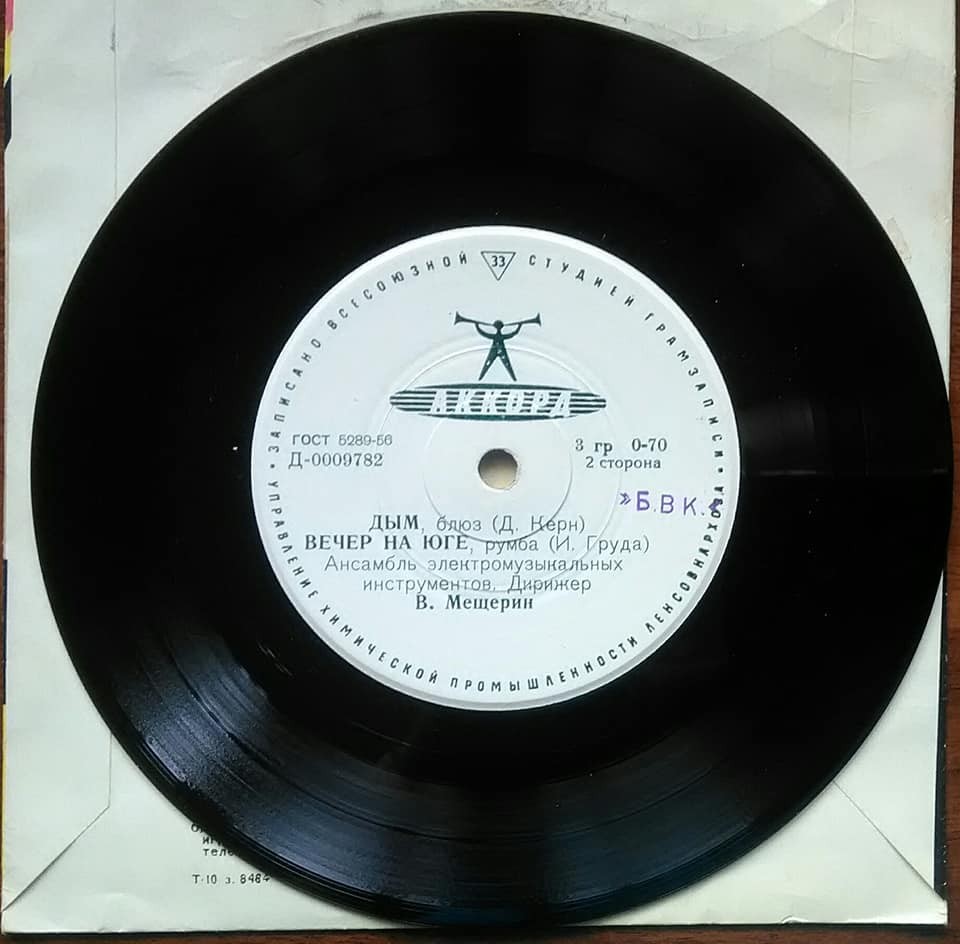 • ЗАПИСАНО ВСЕСОЮЗНОЙ 33 СТУДИЕЙ ГРАМЗАПИСИ •
АККОРД
ГОСТ 5289-56
Д-0009782
3 гр 0-70
2 сторона
»Б.В К.«
ДЫМ, блюз (Д. Керн)
ВЕЧЕР НА ЮГЕ, румба (И. Груда)
Ансамбль электромузыкальных
инструментов. Дирижер
В. Мещерин
УПРАВЛЕНИЕ ХИМИЧЕСКОЙ ПРОМЫШЛЕННОСТИ ЛЕНСОВНАРХОЗА
Т-10 з. 8484